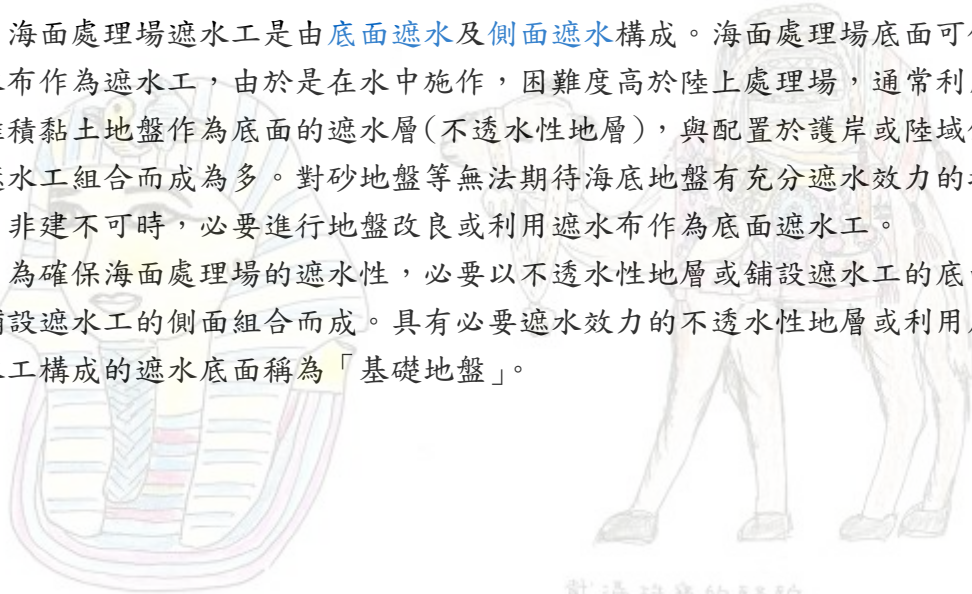 海面處理場遮水工是由底面遮水及側面遮水構成。海面處理場底面可
布作為遮水工，由於是在水中施作，困難度高於陸上處理場，通常利
積黏土地盤作為底面的遮水層(不透水性地層)，與配置於護岸或陸域
水工組合而成為多。對砂地盤等無法期待海底地盤有充分遮水效力的
非建不可時，必要進行地盤改良或利用遮水布作為底面遮水工。
為確保海面處理場的遮水性，必要以不透水性地層或舖設遮水工的底
設遮水工的側面組合而成。具有必要遮水效力的不透水性地層或利用
工構成的遮水底面稱為「基礎地盤」。